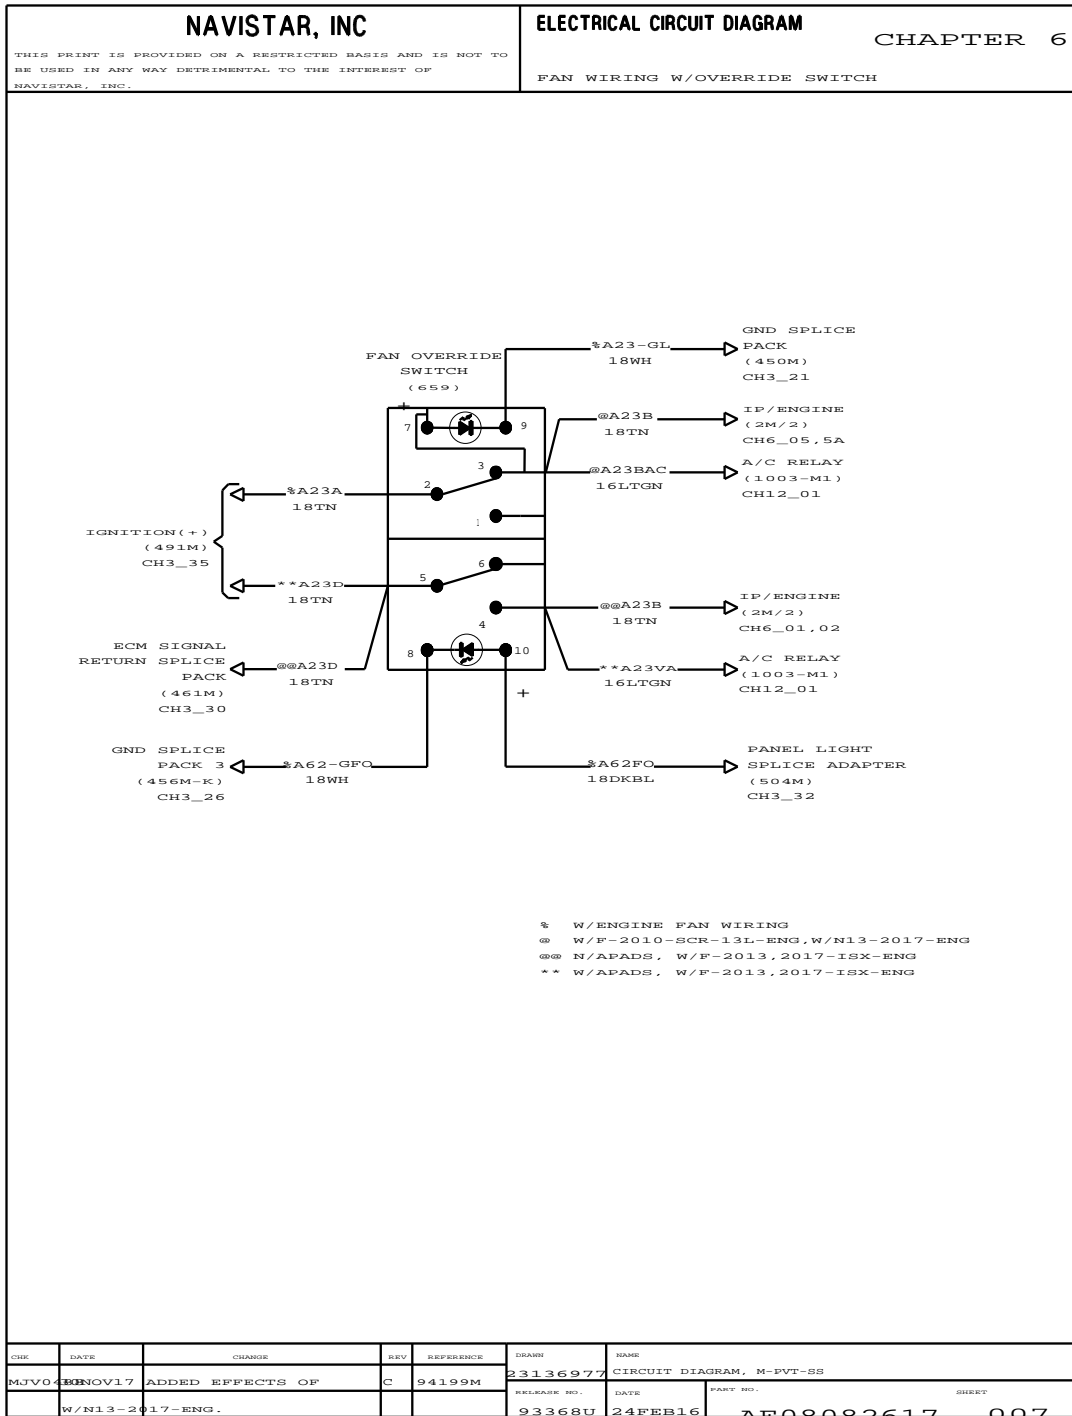 NAVISTAR, INC
THIS PRINT IS PROVIDED ON A RESTRICTED BASIS AND IS NOT TO
BE USED IN ANY WAY DETRIMENTAL TO THE INTEREST OF
NAVISTAR, INC.
ELECTRICAL CIRCUIT DIAGRAM
CHAPTER 6
FAN WIRING W/OVERRIDE SWITCH
FAN OVERRIDE
SWITCH
(659)
+
%A23-GL
18WH
GND SPLICE
PACK
(450M)
CH3_21
7
9
@A23B
18TN
IP/ENGINE
(2M/2)
CH6_05,5A
3
@A23BAC
16LTGN
A/C RELAY
(1003-M1)
CH12_01
2
%A23A
18TN
1
IGNITION(+)
(491M)
CH3_35
6
5
**A23D
18TN
4
@@A23B
18TN
IP/ENGINE
(2M/2)
CH6_01,02
ECM SIGNAL
RETURN SPLICE
PACK
(461M)
CH3_30
@@A23D
18TN
8
10
**A23VA
16LTGN
A/C RELAY
(1003-M1)
CH12_01
+
GND SPLICE
PACK 3
(456M-K)
CH3_26
%A62-GFO
18WH
%A62FO
18DKBL
PANEL LIGHT
SPLICE ADAPTER
(504M)
CH3_32
% W/ENGINE FAN WIRING
@ W/F-2010-SCR-13L-ENG,W/N13-2017-ENG
@@ N/APADS, W/F-2013,2017-ISX-ENG
** W/APADS, W/F-2013,2017-ISX-ENG
CHK DATE CHANGE REV REFERENCE
NOV17 ADDED EFFECTS OF C 94199M
W/N13-2017-ENG.
DRAWN
23136977
NAME
CIRCUIT DIAGRAM, M-PVT-SS
RELEASE NO.
93368U
DATE
24FEB16
PART NO.
SHEET
007